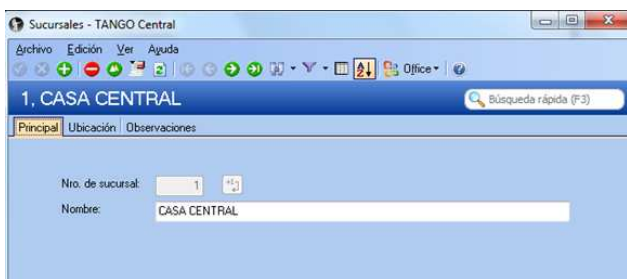 Sucursales - TANGO Central
Archivo Edición Ver Ayuda
Office
1, CASA CENTRAL
Búsqueda rápida (F3)
Principal Ubicación Observaciones
Nro. de sucursal: 1
Nombre: CASA CENTRAL